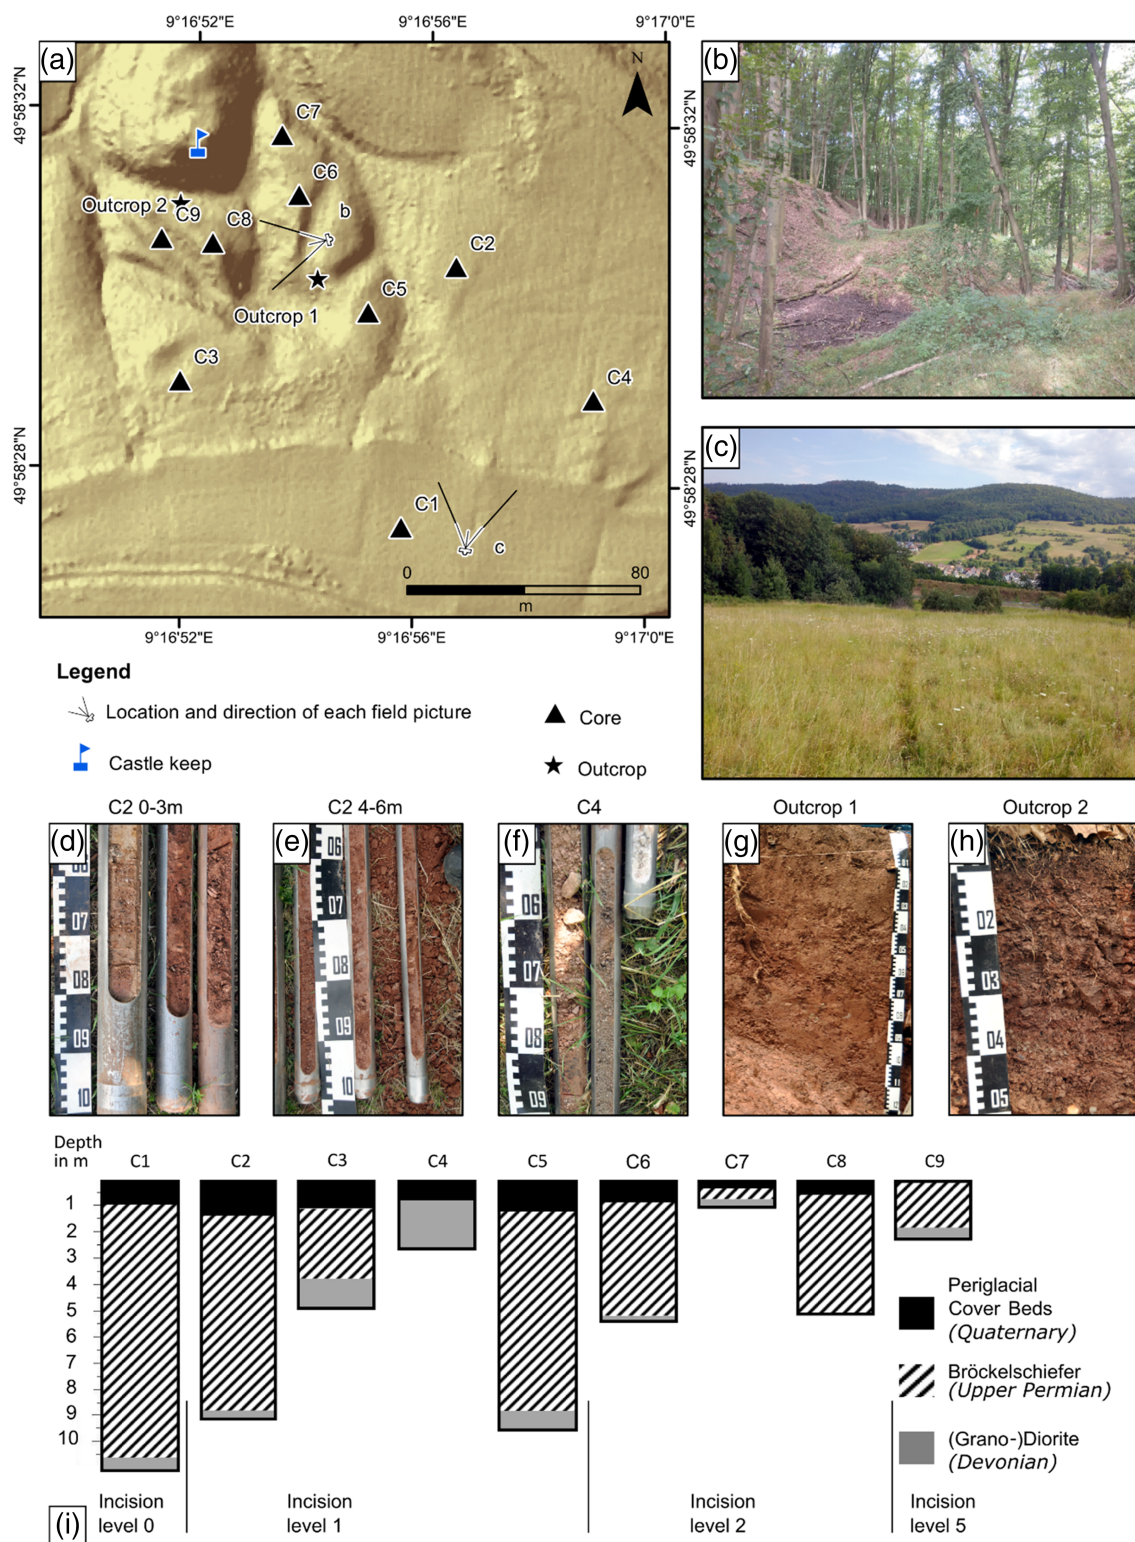 9°16'52"E 9°16'56"E 9°17'0"E
(a)
N
49°58'32"N
49°58'32"N
C7
C6
Outcrop 2
C9
C8
b
C2
C5
Outcrop 1
C3
C4
49°58'28"N
49°58'28"N
C1
c
0 80
m
9°16'52"E 9°16'56"E 9°17'0"E
(b)
(c)
Legend
Location and direction of each field picture
Core
Castle keep
Outcrop
C2 0-3m C2 4-6m C4 Outcrop 1 Outcrop 2
(d)
07
08
09
10
(e)
06
07
08
09
10
(f)
06
07
08
09
(g)
(h)
02
03
04
05
Depth
in m
C1 C2 C3 C4 C5 C6 C7 C8 C9
1
2
3
4
5
6
7
8
9
10
Periglacial
Cover Beds
(Quaternary)
Bröckelschiefer
(Upper Permian)
(Grano-)Diorite
(Devonian)
(i)
Incision
level 0
Incision
level 1
Incision
level 2
Incision
level 5